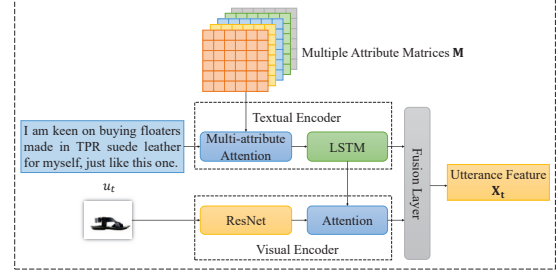 Multiple Attribute Matrices M
Textual Encoder
I am keen on buying floaters
made in TPR suede leather
for myself, just like this one.
Multi-attribute
Attention
LSTM
Fusion Layer
Utterance Feature
Xt
ut
ResNet
Attention
Visual Encoder